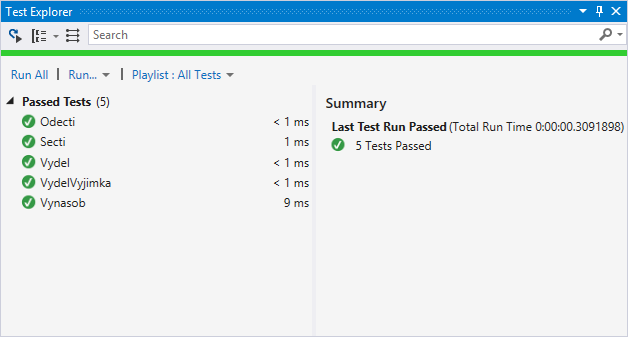 Test Explorer
Search
Run All | Run... | Playlist : All Tests
Passed Tests (5)
Odecti < 1 ms
Secti 1 ms
Vydel < 1 ms
VydelVyjimka < 1 ms
Vynasob 9 ms
Summary
Last Test Run Passed (Total Run Time 0:00:00.3091898)
5 Tests Passed